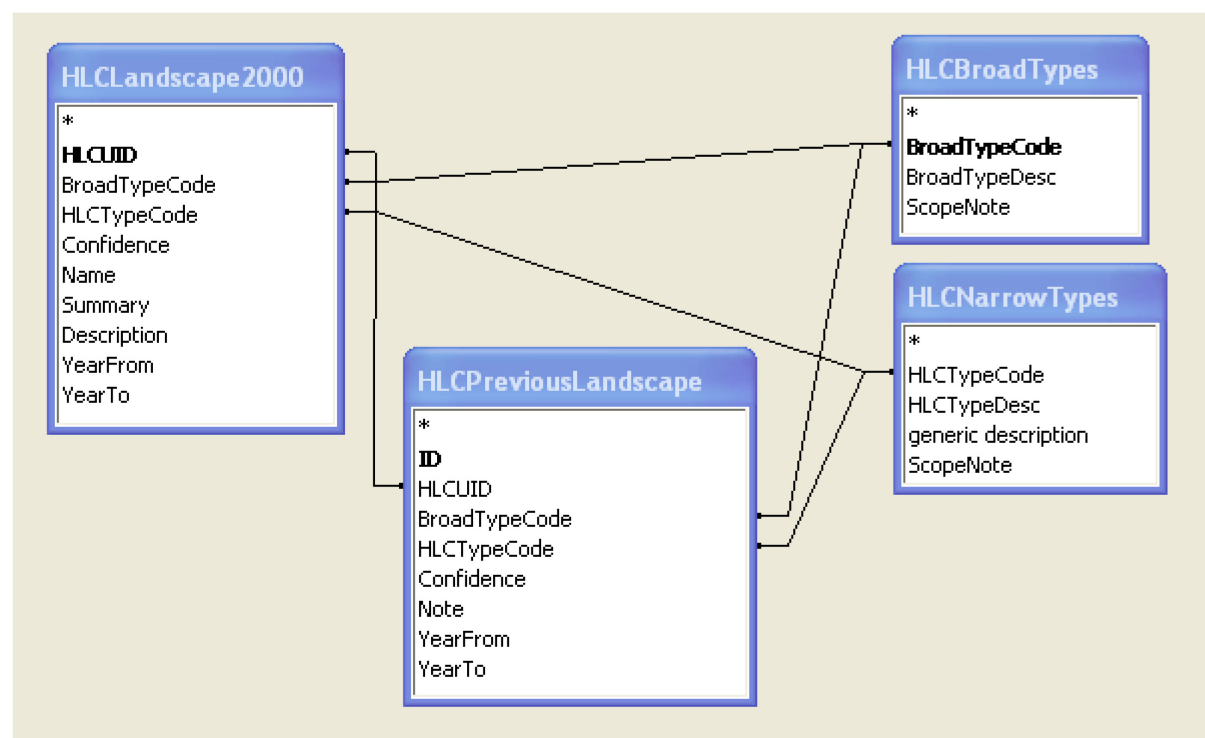 HLCLandscape2000
*
HLCUID
BroadTypeCode
HLCTypeCode
Confidence
Name
Summary
Description
YearFrom
YearTo
HLCPreviousLandscape
*
ID
HLCUID
BroadTypeCode
HLCTypeCode
Confidence
Note
YearFrom
YearTo
HLCBroadTypes
*
BroadTypeCode
BroadTypeDesc
ScopeNote
HLCNarrowTypes
*
HLCTypeCode
HLCTypeDesc
generic description
ScopeNote